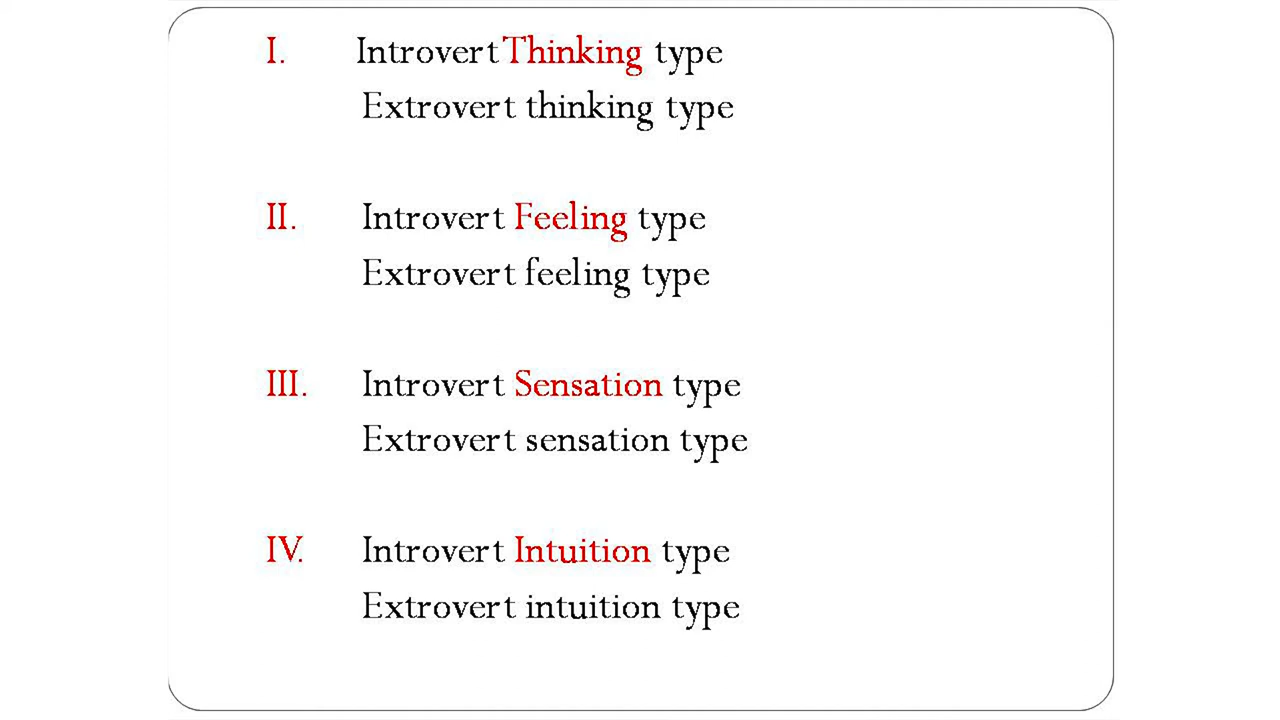 I. Introvert Thinking type
Extrovert thinking type
II. Introvert Feeling type
Extrovert feeling type
III. Introvert Sensation type
Extrovert sensation type
IV. Introvert Intuition type
Extrovert intuition type